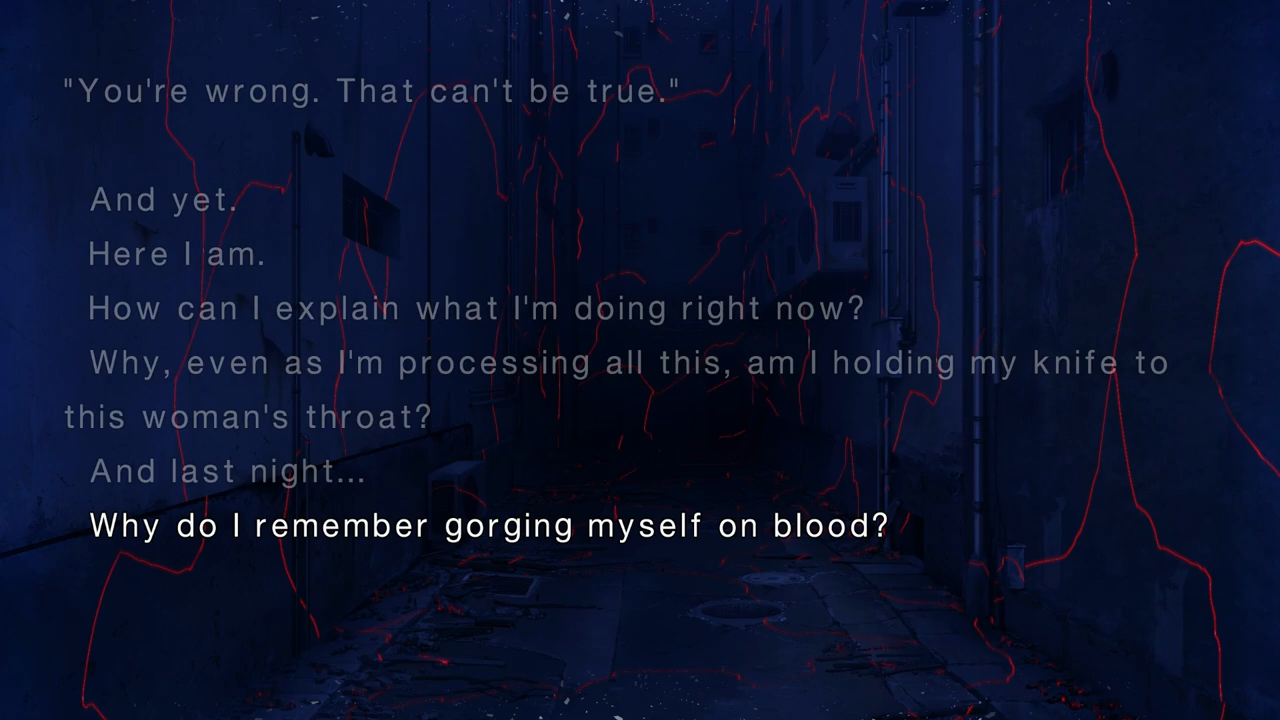 "You're wrong. That can't be true."
And yet.
Here I am.
How can I explain what I'm doing right now?
Why, even as I'm processing all this, am I holding my knife to
this woman's throat?
And last night...
Why do I remember gorging myself on blood?